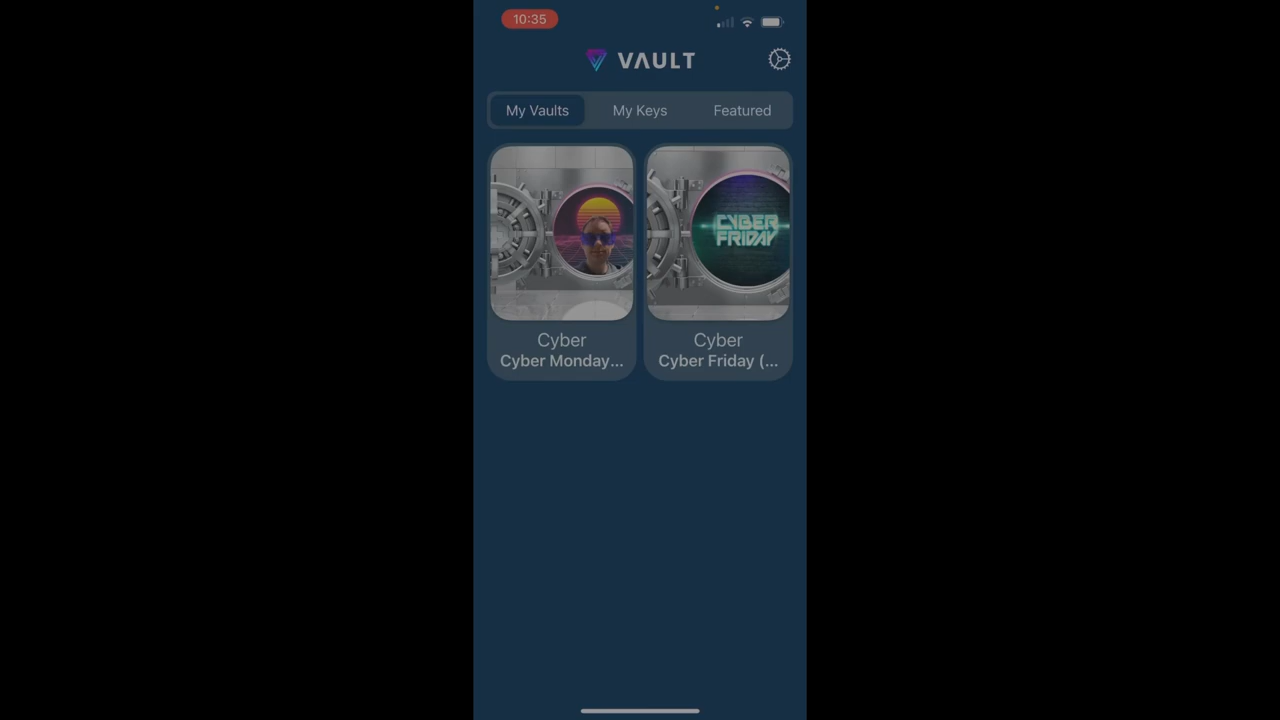 10:35
VAULT
My Vaults
My Keys
Featured
CYBER
FRIDAY
Cyber
Cyber Monday...
Cyber
Cyber Friday (...